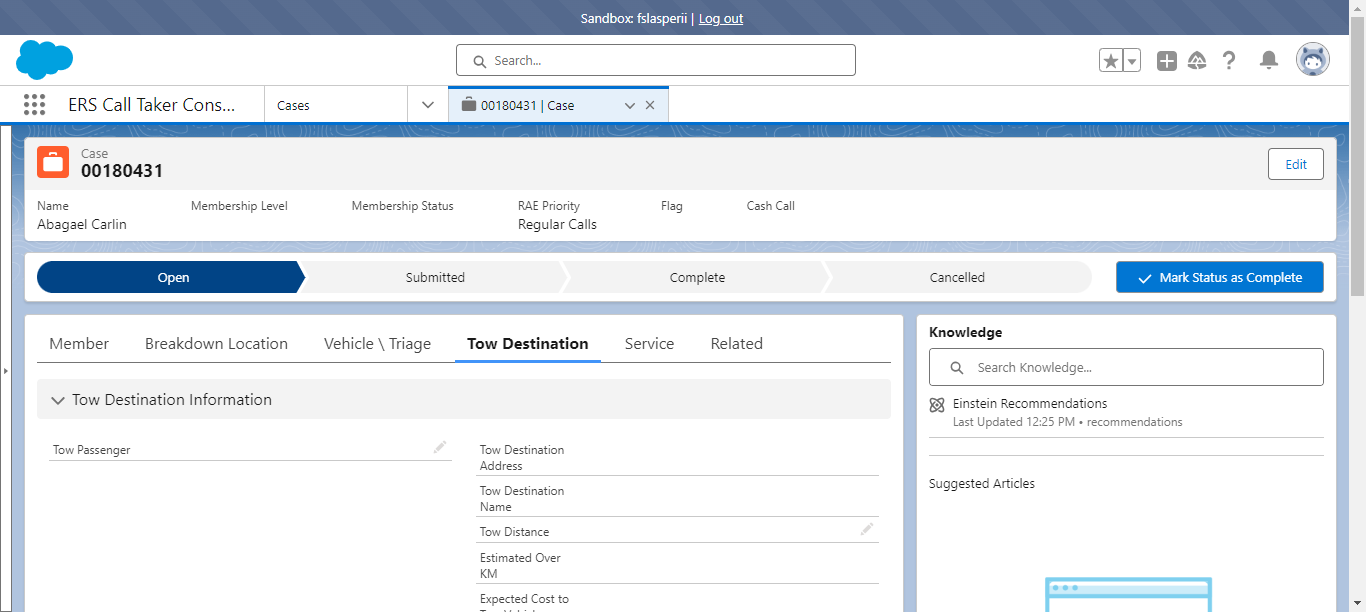 Sandbox: fslasperii | Log out
Search...
ERS Call Taker Cons...
Cases
00180431 | Case
Case
00180431
Edit
Name
Membership Level
Membership Status
RAE Priority
Flag
Cash Call
Abagael Carlin
Regular Calls
Open
Submitted
Complete
Cancelled
Mark Status as Complete
Member
Breakdown Location
Vehicle \ Triage
Tow Destination
Service
Related
Tow Destination Information
Tow Passenger
Tow Destination
Address
Tow Destination
Name
Tow Distance
Estimated Over
KM
Expected Cost to
Knowledge
Search Knowledge...
Einstein Recommendations
Last Updated 12:25 PM • recommendations
Suggested Articles